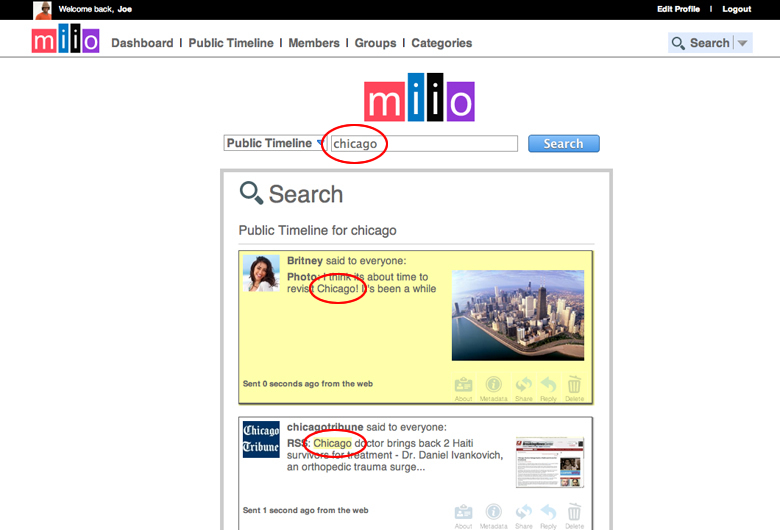 Welcome back, Joe
Edit Profile | Logout
miio Dashboard | Public Timeline | Members | Groups | Categories
Search
miio
Public Timeline chicago Search
Search
Public Timeline for chicago
Britney said to everyone:
Photo: I think its about time to
revisit Chicago! It's been a while
Sent 0 seconds ago from the web
About Metadata Share Reply Delete
Chicago
Tribune
chicagotribune said to everyone:
RSS: Chicago doctor brings back 2 Haiti
survivors for treatment - Dr. Daniel Ivankovich,
an orthopedic trauma surge...
Sent 1 second ago from the web
About Metadata Share Reply Delete